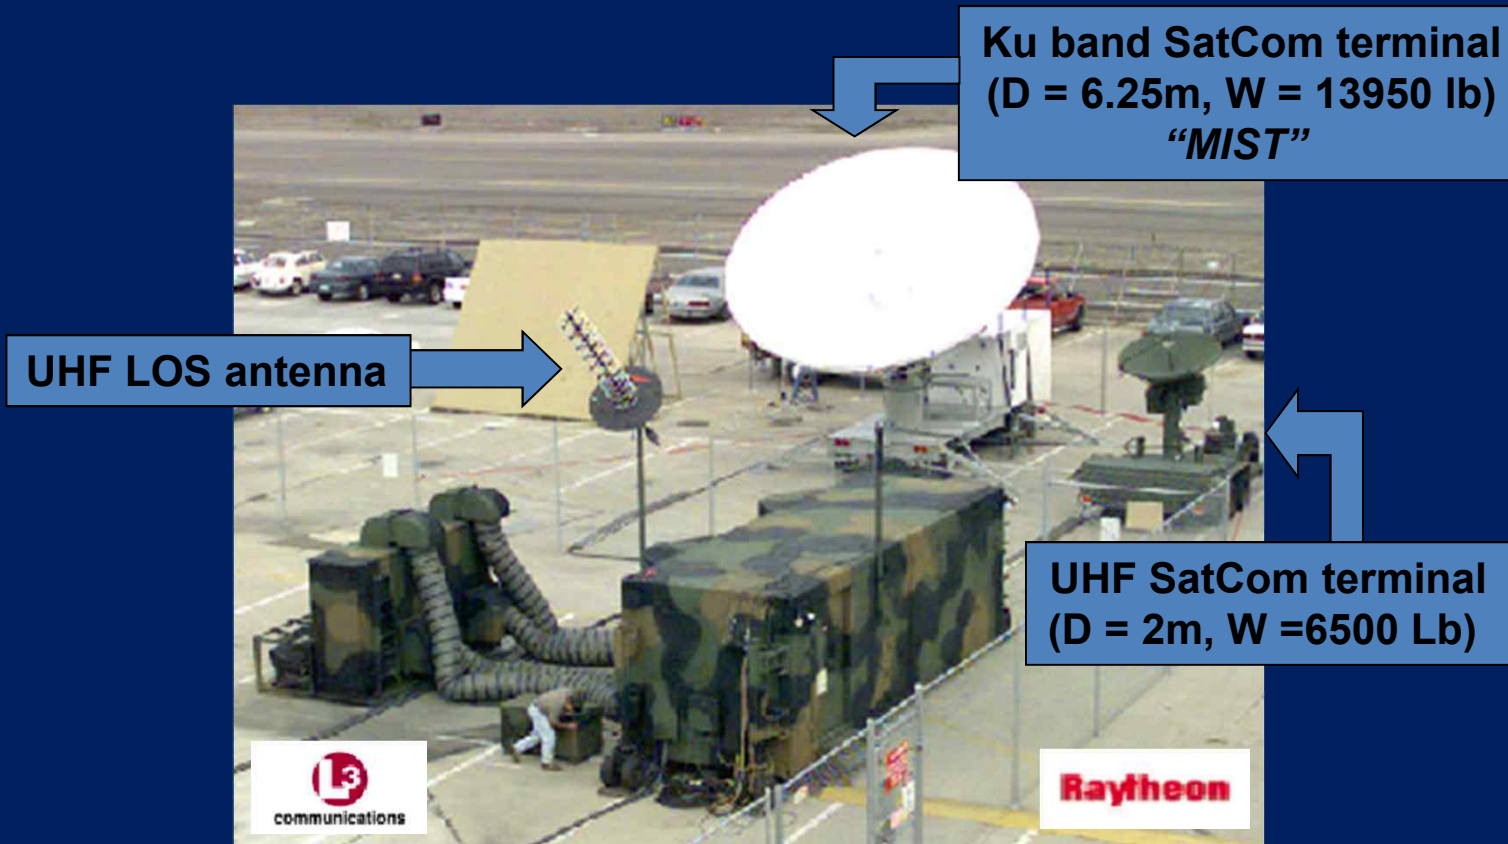 Ku band SatCom terminal
(D = 6.25m, W = 13950 lb)
“MIST”
UHF LOS antenna
UHF SatCom terminal
(D = 2m, W =6500 Lb)
L3
communications
Raytheon